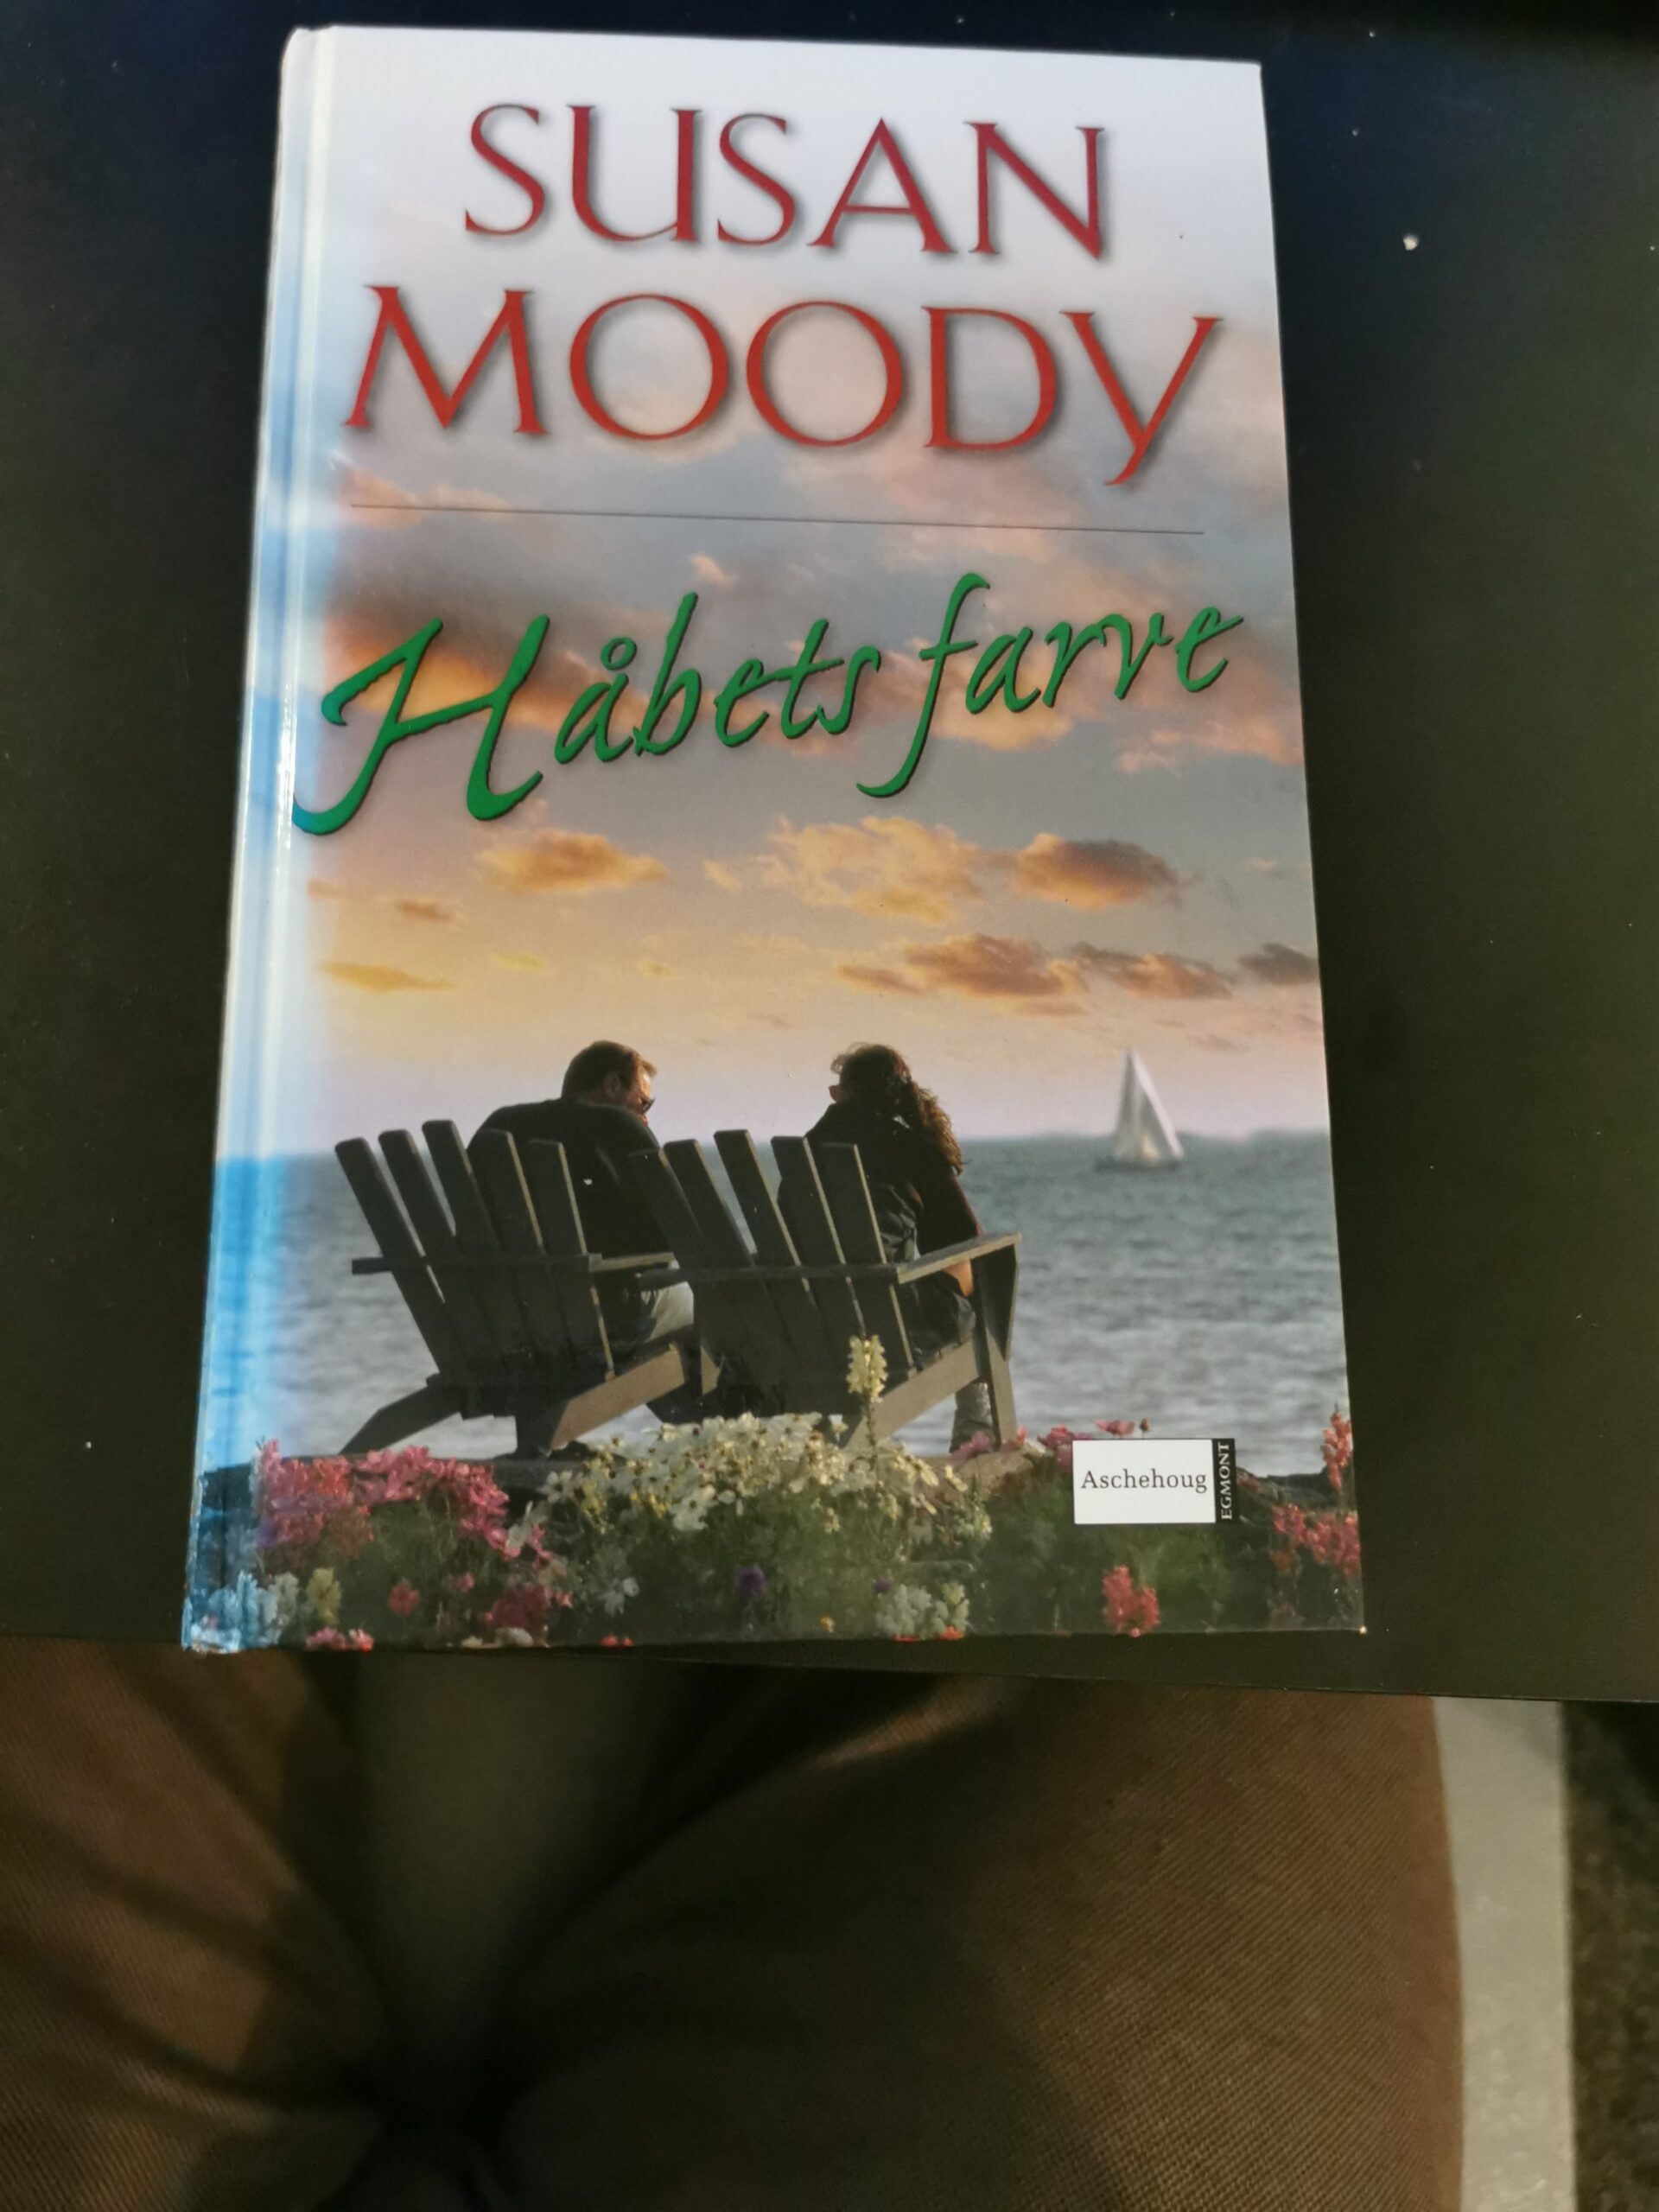 SUSAN
MOODY
Håbets farve
Aschehoug
EGMONT